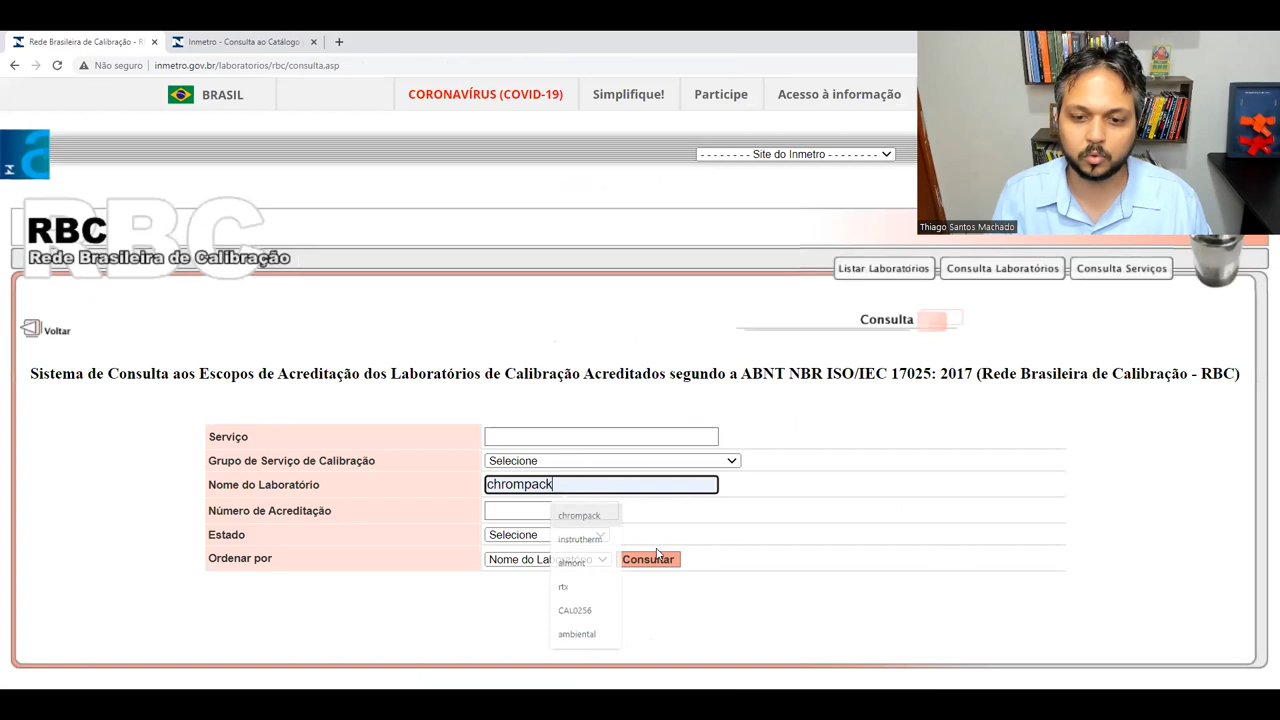 Rede Brasileira de Calibração - R
Inmetro - Consulta ao Catálogo
Não seguro
inmetro.gov.br/laboratorios/rbc/consulta.asp
BRASIL
CORONAVÍRUS (COVID-19)
Simplifique!
Participe
Acesso à informação
- - - - - - - - Site do Inmetro - - - - - - - -
Thiago Santos Machado
RBC
RBC
Rede Brasileira de Calibração
Listar Laboratórios
Consulta Laboratórios
Consulta Serviços
Voltar
Consulta
Sistema de Consulta aos Escopos de Acreditação dos Laboratórios de Calibração Acreditados segundo a ABNT NBR ISO/IEC 17025: 2017 (Rede Brasileira de Calibração - RBC)
Serviço
Grupo de Serviço de Calibração
Selecione
Nome do Laboratório
chrompack
Número de Acreditação
chrompack
Estado
Selecione
instrutherm
Ordenar por
Nome do Laboratório
Consultar
almont
rtx
CAL0256
ambiental